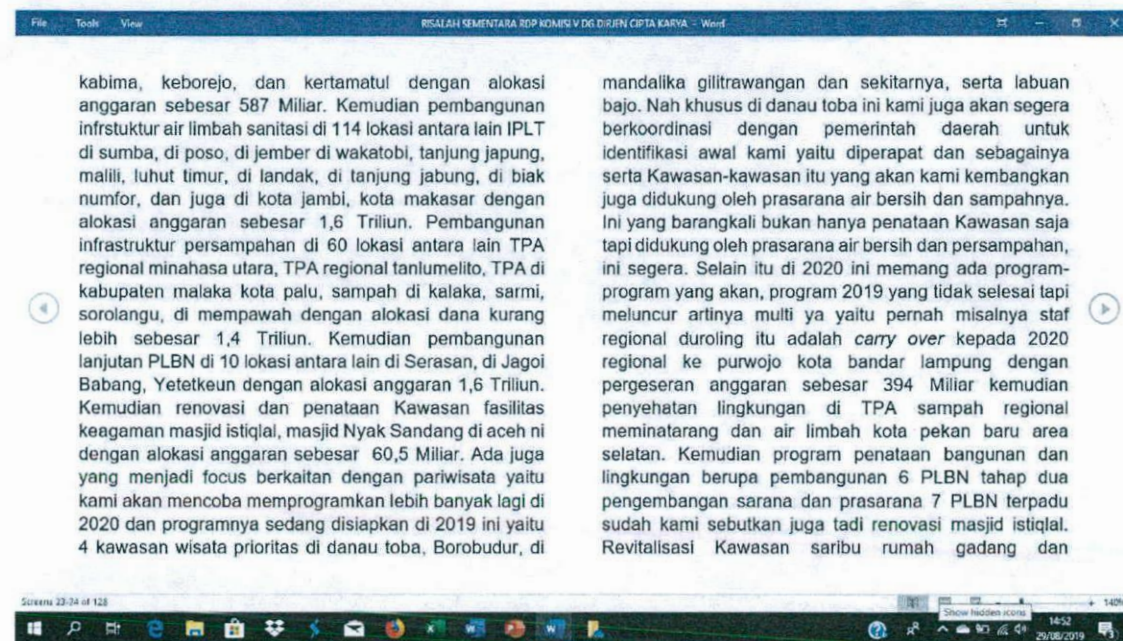 File Tools View
RISALAH SEMENTARA RDP KOMISI V DG DIRJEN CIPTA KARYA - Word
kabima, keborejo, dan kertamatul dengan alokasi
anggaran sebesar 587 Miliar. Kemudian pembangunan
infrstuktur air limbah sanitasi di 114 lokasi antara lain IPLT
di sumba, di poso, di jember di wakatobi, tanjung japung,
malili, luhut timur, di landak, di tanjung jabung, di biak
numfor, dan juga di kota jambi, kota makasar dengan
alokasi anggaran sebesar 1,6 Triliun. Pembangunan
infrastruktur persampahan di 60 lokasi antara lain TPA
regional minahasa utara, TPA regional tanlumelito, TPA di
kabupaten malaka kota palu, sampah di kalaka, sarmi,
sorolangu, di mempawah dengan alokasi dana kurang
lebih sebesar 1,4 Triliun. Kemudian pembangunan
lanjutan PLBN di 10 lokasi antara lain di Serasan, di Jagoi
Babang, Yetetkeun dengan alokasi anggaran 1,6 Triliun.
Kemudian renovasi dan penataan Kawasan fasilitas
keagaman masjid istiqlal, masjid Nyak Sandang di aceh ni
dengan alokasi anggaran sebesar 60,5 Miliar. Ada juga
yang menjadi focus berkaitan dengan pariwisata yaitu
kami akan mencoba memprogramkan lebih banyak lagi di
2020 dan programnya sedang disiapkan di 2019 ini yaitu
4 kawasan wisata prioritas di danau toba, Borobudur, di
mandalika gilitrawangan dan sekitarnya, serta labuan
bajo. Nah khusus di danau toba ini kami juga akan segera
berkoordinasi dengan pemerintah daerah untuk
identifikasi awal kami yaitu diperapat dan sebagainya
serta Kawasan-kawasan itu yang akan kami kembangkan
juga didukung oleh prasarana air bersih dan sampahnya.
Ini yang barangkali bukan hanya penataan Kawasan saja
tapi didukung oleh prasarana air bersih dan persampahan,
ini segera. Selain itu di 2020 ini memang ada program-
program yang akan, program 2019 yang tidak selesai tapi
meluncur artinya multi ya yaitu pernah misalnya staf
regional duroling itu adalah carry over kepada 2020
regional ke purwojo kota bandar lampung dengan
pergeseran anggaran sebesar 394 Miliar kemudian
penyehatan lingkungan di TPA sampah regional
meminatarang dan air limbah kota pekan baru area
selatan. Kemudian program penataan bangunan dan
lingkungan berupa pembangunan 6 PLBN tahap dua
pengembangan sarana dan prasarana 7 PLBN terpadu
sudah kami sebutkan juga tadi renovasi masjid istiqlal.
Revitalisasi Kawasan saribu rumah gadang dan
Screens 23-24 of 128
Show hidden icons
140%
14:52
29/08/2019